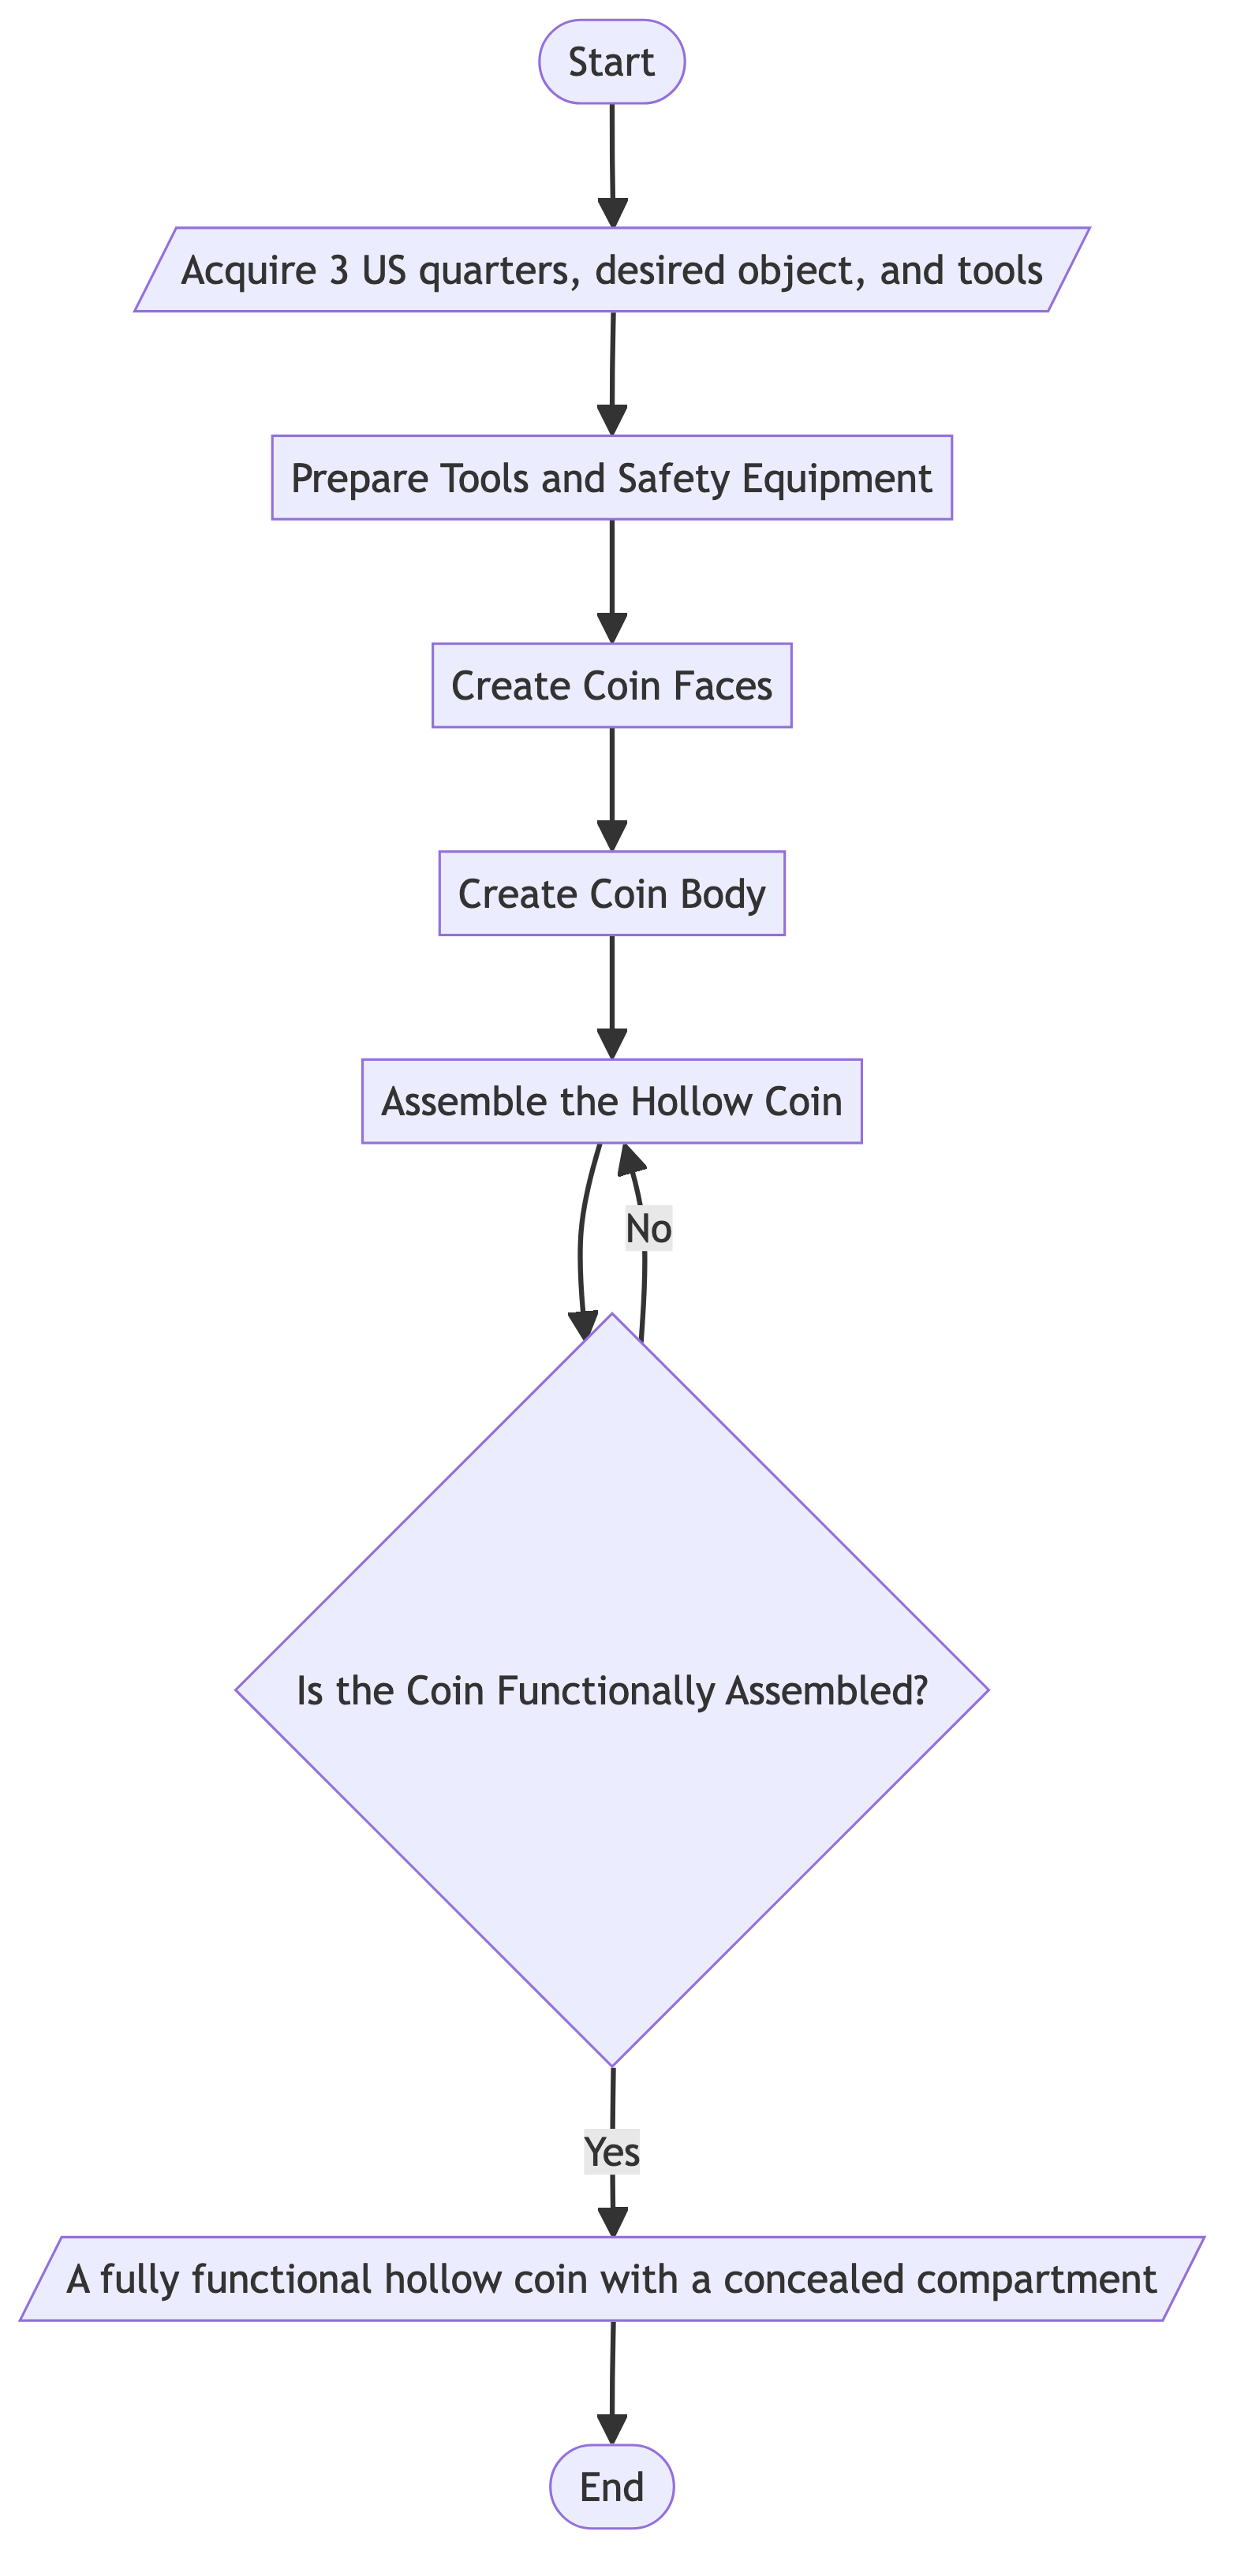 Start
Acquire 3 US quarters, desired object, and tools
Prepare Tools and Safety Equipment
Create Coin Faces
Create Coin Body
Assemble the Hollow Coin
No
Is the Coin Functionally Assembled?
Yes
A fully functional hollow coin with a concealed compartment
End